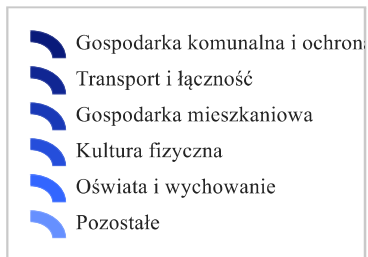 Gospodarka komunalna i ochrona
Transport i łączność
Gospodarka mieszkaniowa
Kultura fizyczna
Oświata i wychowanie
Pozostałe